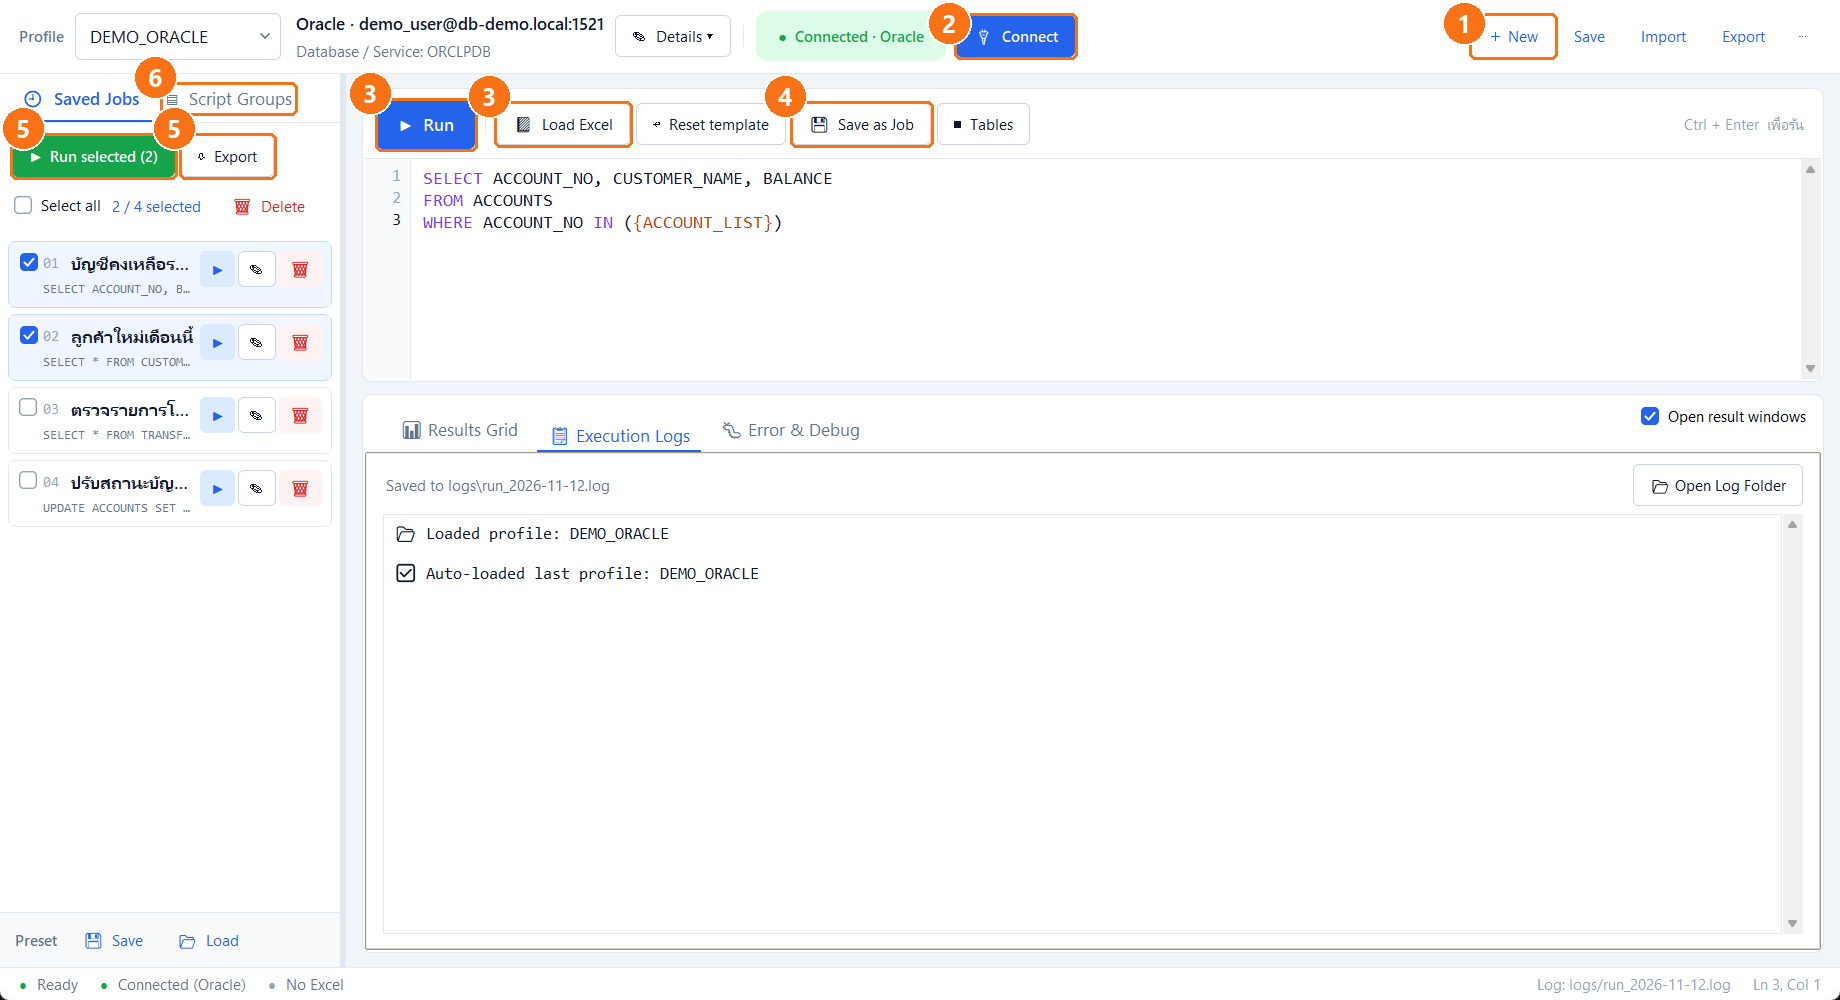 Profile
DEMO_ORACLE
Oracle · demo_user@db-demo.local:1521
Database / Service: ORCLPDB
Details
Connected · Oracle
2
Connect
1
+ New
Save
Import
Export
...
Saved Jobs
6
Script Groups
5
Run selected (2)
5
Export
Select all
2 / 4 selected
Delete
01 บัญชีคงเหลือร...
SELECT ACCOUNT_NO, B…
02 ลูกค้าใหม่เดือนนี้
SELECT * FROM CUSTOM…
03 ตรวจรายการโ...
SELECT * FROM TRANSF…
04 ปรับสถานะบัญ...
UPDATE ACCOUNTS SET …
Preset
Save
Load
3
Run
3
Load Excel
Reset template
4
Save as Job
Tables
Ctrl + Enter เพื่อรัน
1 SELECT ACCOUNT_NO, CUSTOMER_NAME, BALANCE
2 FROM ACCOUNTS
3 WHERE ACCOUNT_NO IN ({ACCOUNT_LIST})
Results Grid
Execution Logs
Error & Debug
Open result windows
Saved to logs\run_2026-11-12.log
Open Log Folder
Loaded profile: DEMO_ORACLE
Auto-loaded last profile: DEMO_ORACLE
Ready
Connected (Oracle)
No Excel
Log: logs/run_2026-11-12.log
Ln 3, Col 1